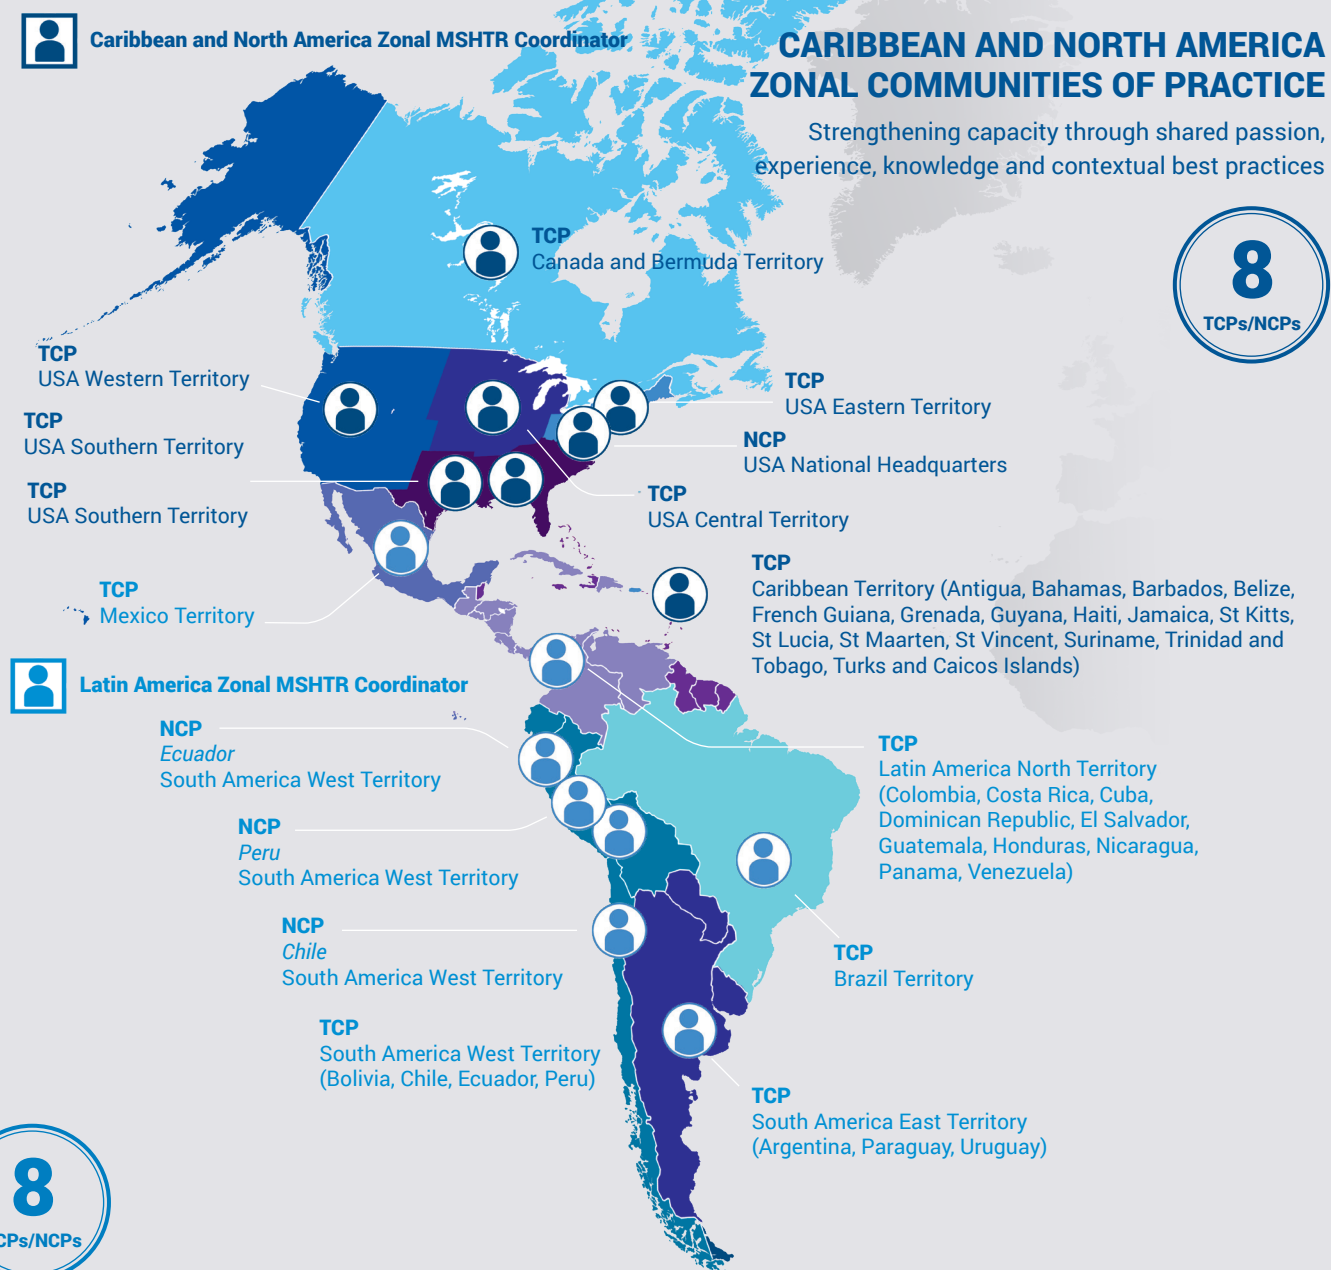 Caribbean and North America Zonal MSHTR Coordinator
CARIBBEAN AND NORTH AMERICA
ZONAL COMMUNITIES OF PRACTICE
Strengthening capacity through shared passion,
experience, knowledge and contextual best practices
8
TCPs/NCPs
TCP
Canada and Bermuda Territory
TCP
USA Western Territory
TCP
USA Southern Territory
TCP
USA Southern Territory
TCP
USA Eastern Territory
NCP
USA National Headquarters
TCP
USA Central Territory
TCP
Caribbean Territory (Antigua, Bahamas, Barbados, Belize,
French Guiana, Grenada, Guyana, Haiti, Jamaica, St Kitts,
St Lucia, St Maarten, St Vincent, Suriname, Trinidad and
Tobago, Turks and Caicos Islands)
TCP
Mexico Territory
Latin America Zonal MSHTR Coordinator
NCP
Ecuador
South America West Territory
NCP
Peru
South America West Territory
NCP
Chile
South America West Territory
TCP
South America West Territory
(Bolivia, Chile, Ecuador, Peru)
TCP
Latin America North Territory
(Colombia, Costa Rica, Cuba,
Dominican Republic, El Salvador,
Guatemala, Honduras, Nicaragua,
Panama, Venezuela)
TCP
Brazil Territory
TCP
South America East Territory
(Argentina, Paraguay, Uruguay)
8
CPs/NCPs